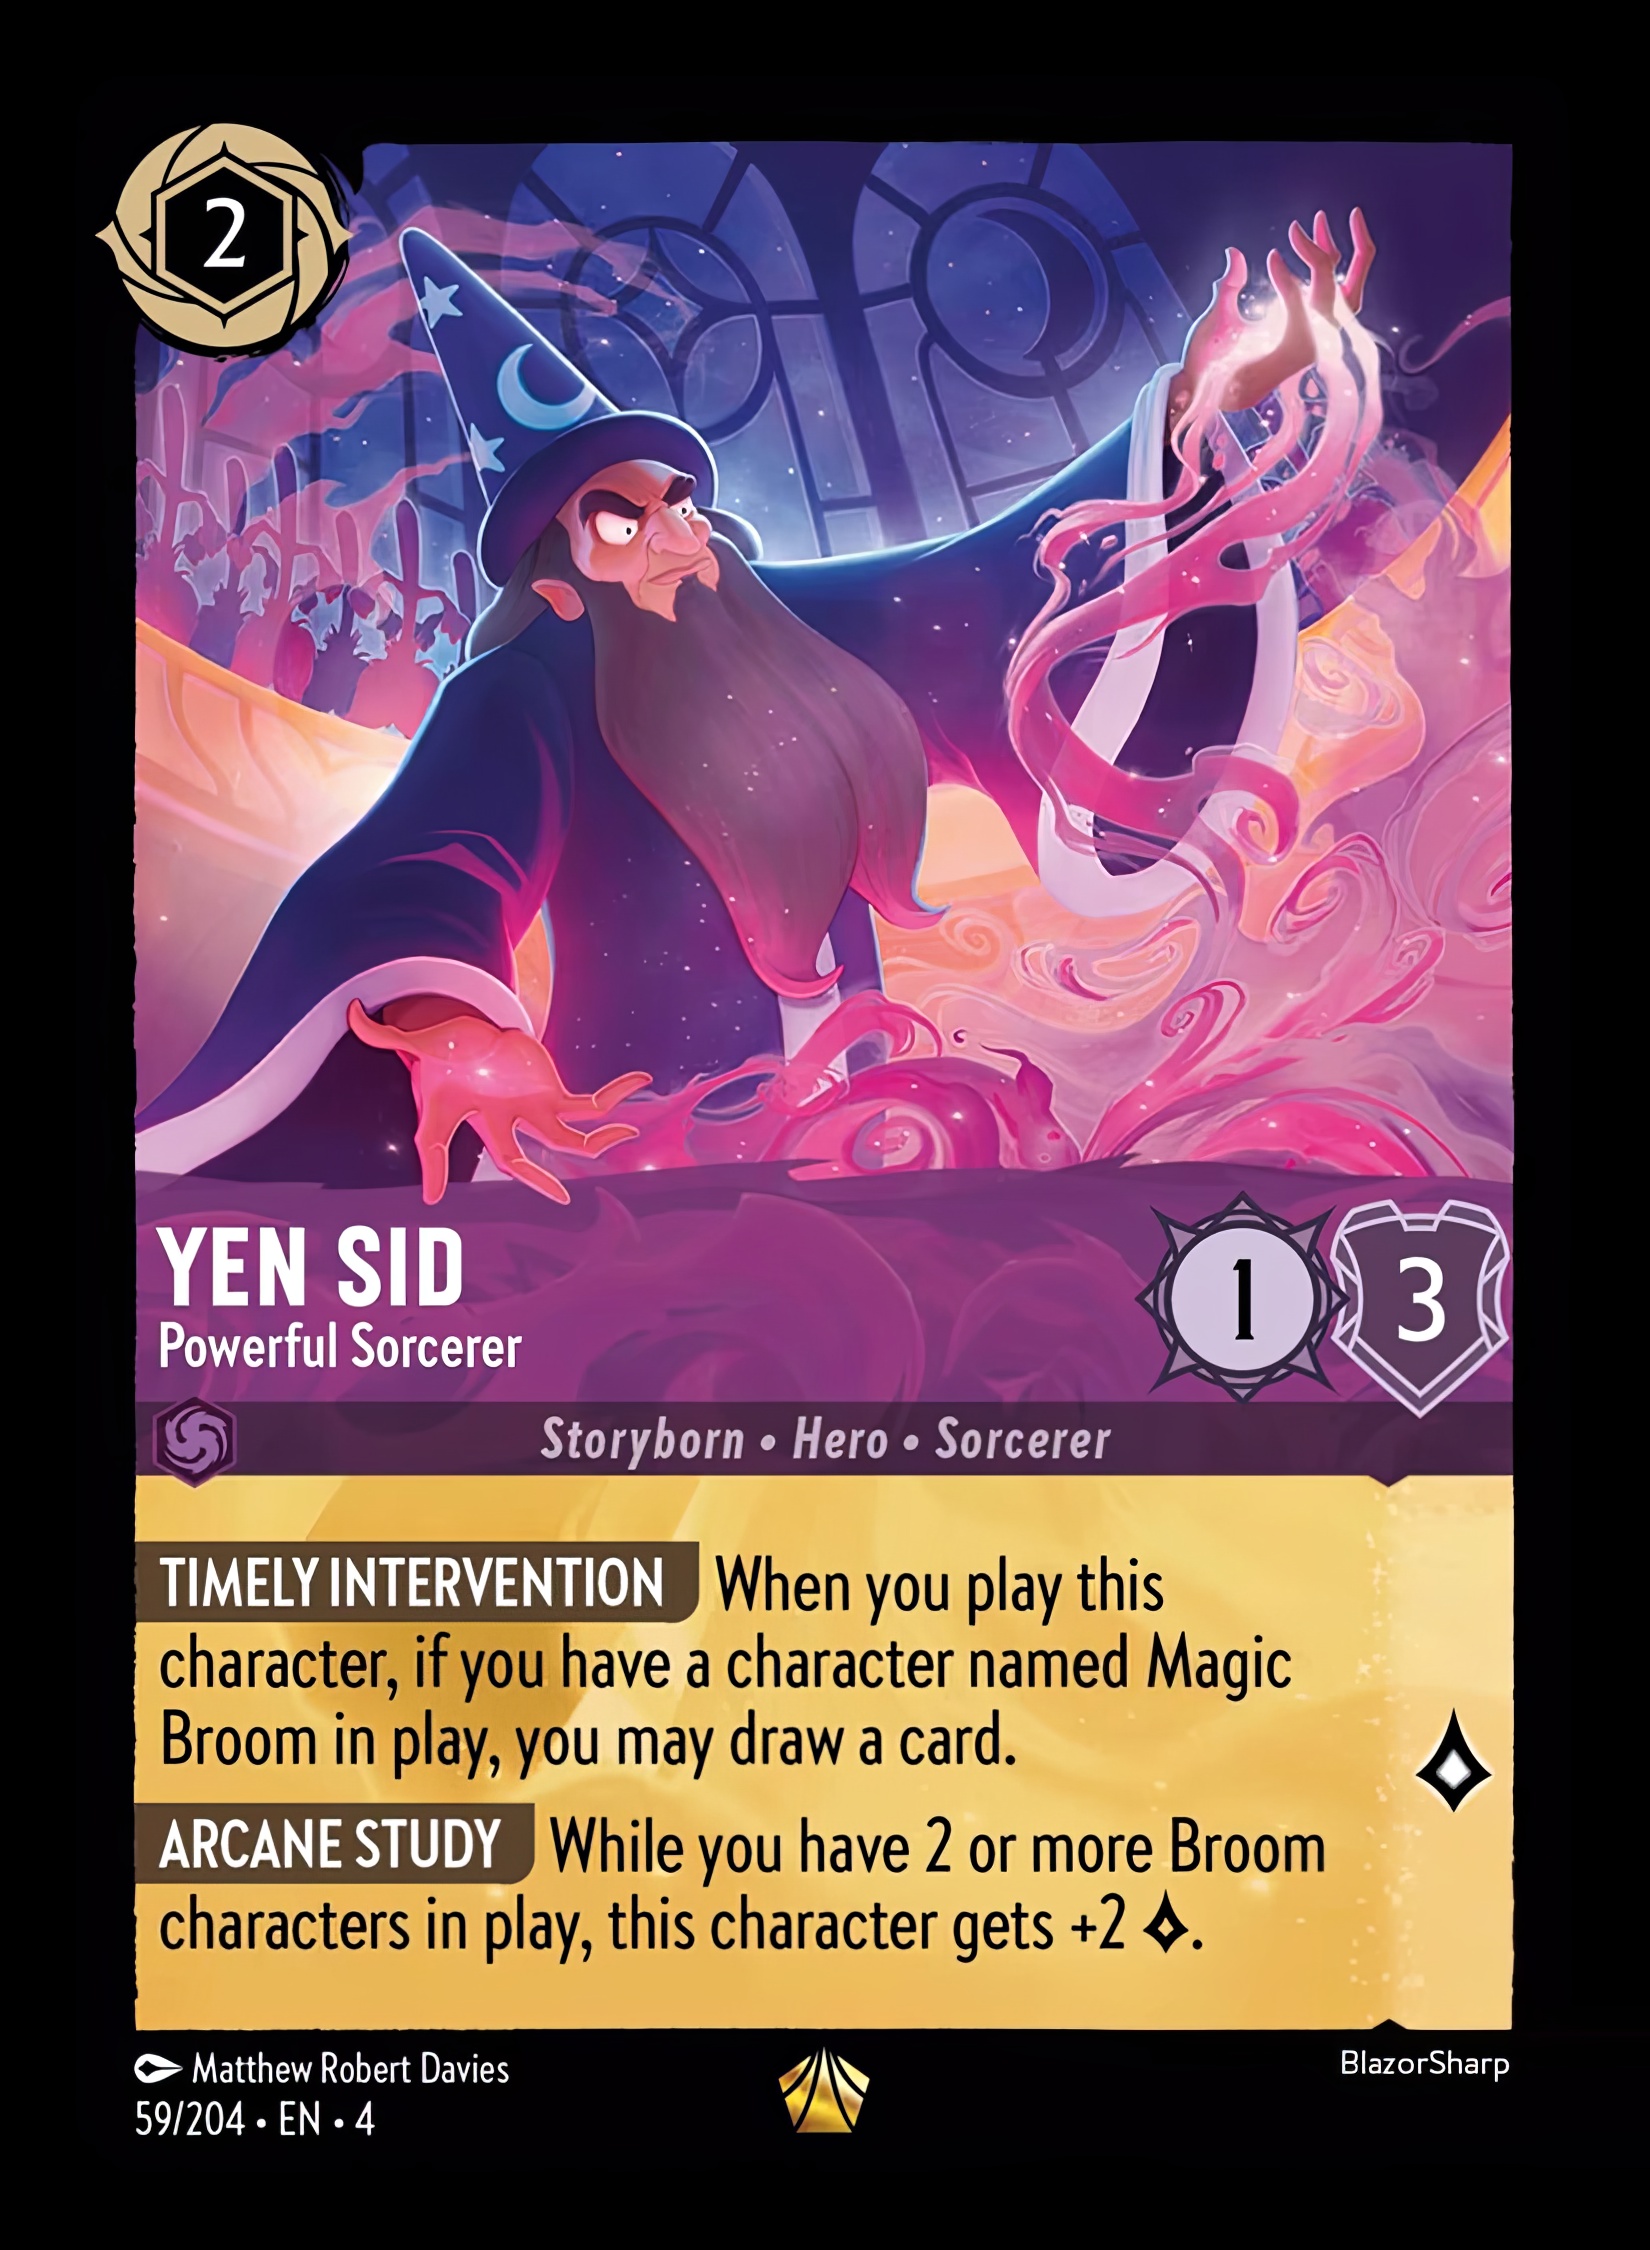 2
YEN SID
Powerful Sorcerer
1
3
Storyborn • Hero • Sorcerer
TIMELY INTERVENTION When you play this
character, if you have a character named Magic
Broom in play, you may draw a card.
ARCANE STUDY While you have 2 or more Broom
characters in play, this character gets +2 ⟡.
Matthew Robert Davies
BlazorSharp
59/204 • EN • 4